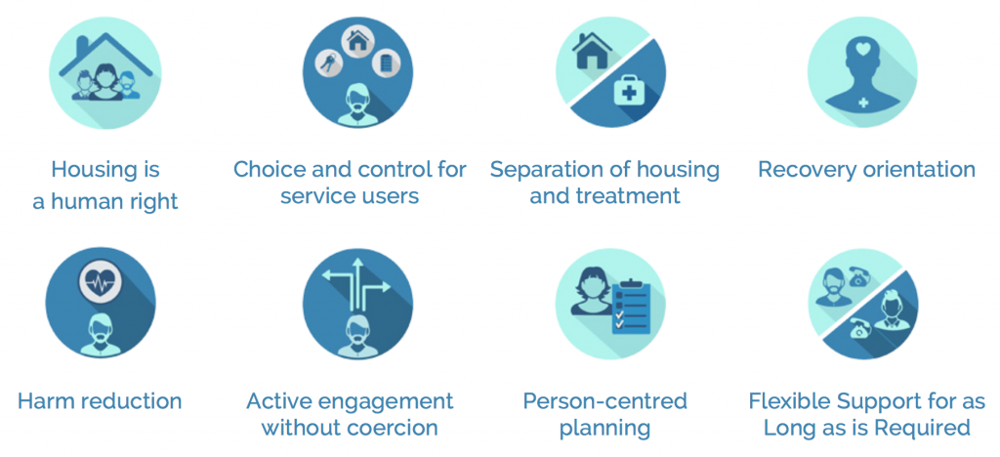 Housing is
a human right
Choice and control for
service users
Separation of housing
and treatment
Recovery orientation
Harm reduction
Active engagement
without coercion
Person-centred
planning
Flexible Support for as
Long as is Required